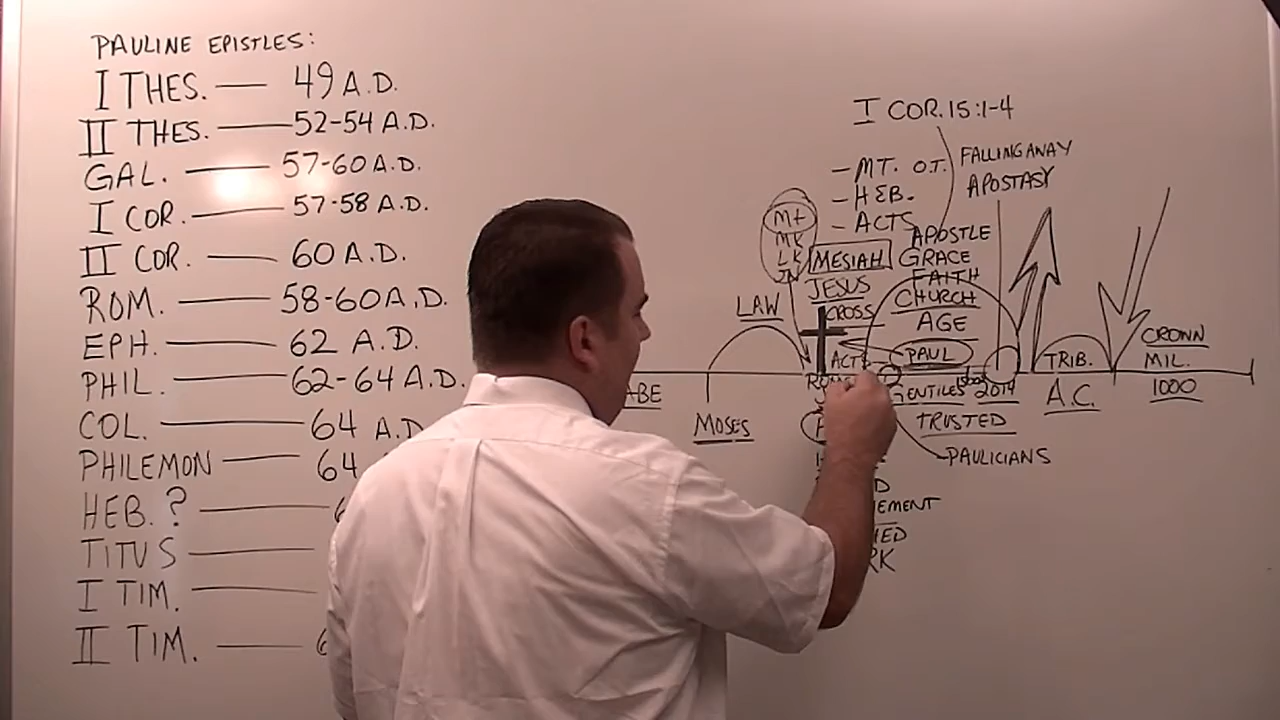 PAULINE EPISTLES:
I THES. — 49 A.D.
II THES. — 52-54 A.D.
GAL. — 57-60 A.D.
I COR. — 57-58 A.D.
II COR. — 60 A.D.
ROM. — 58-60 A.D.
EPH. — 62 A.D.
PHIL. — 62-64 A.D.
COL. — 64 A.D
PHILEMON — 64
HEB. ? —
TITUS —
I TIM. —
II TIM. —
I COR. 15:1-4
- MT. O.T.
- HEB.
- ACTS
FALLING AWAY
APOSTASY
Mt
MK
LK
JN
MESIAH
JESUS
CROSS
APOSTLE
GRACE
FAITH
CHURCH
AGE
PAUL
LAW
ACTS
ABE
MOSES
GENTILES
2014
TRUSTED
PAULICIANS
TRIB.
A.C.
CROWN
MIL.
1000
EMENT